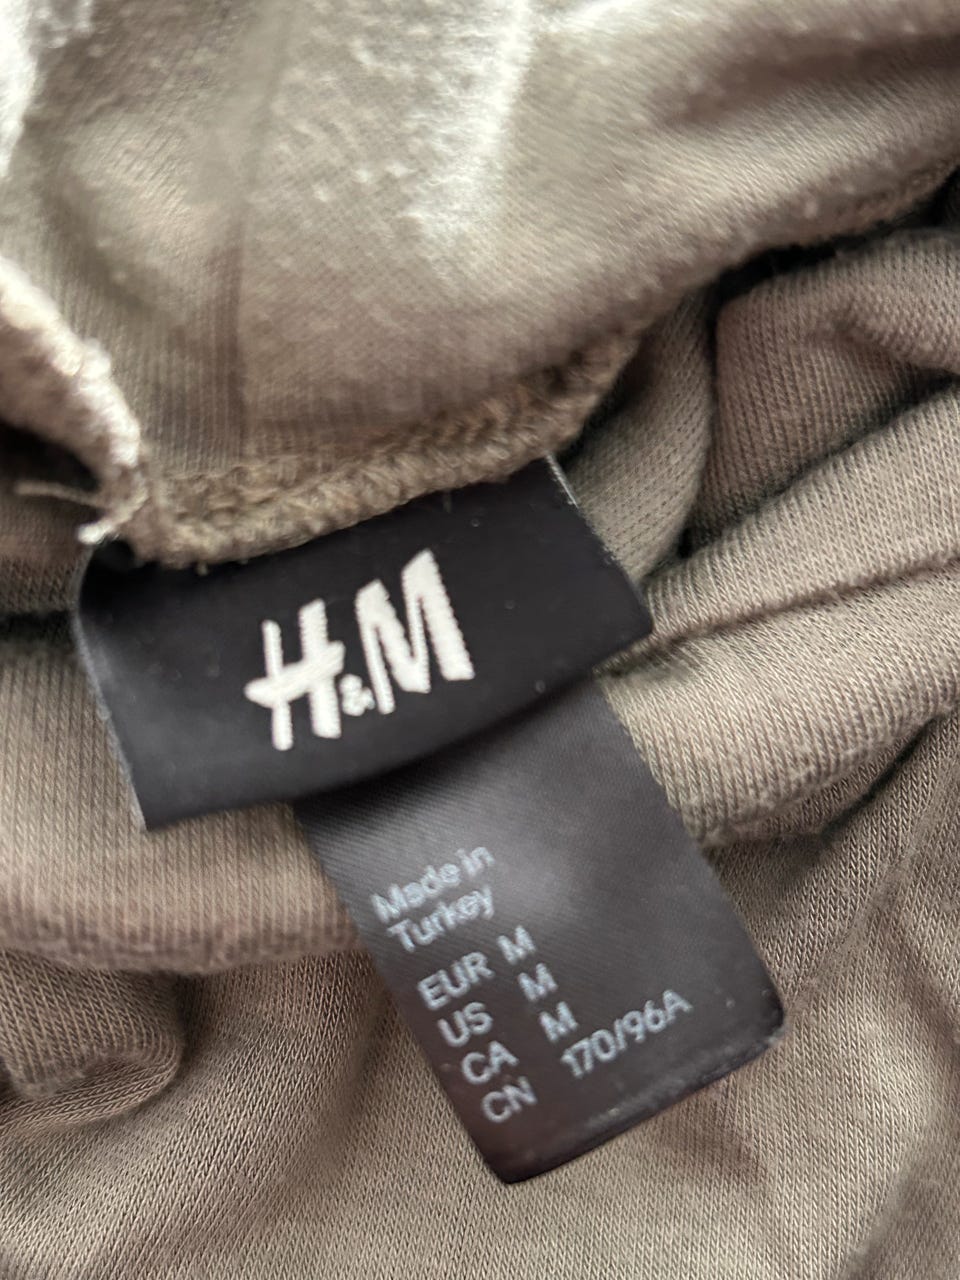 H&M
Made in
Turkey
EUR M
US M
CA M
CN 170/96A